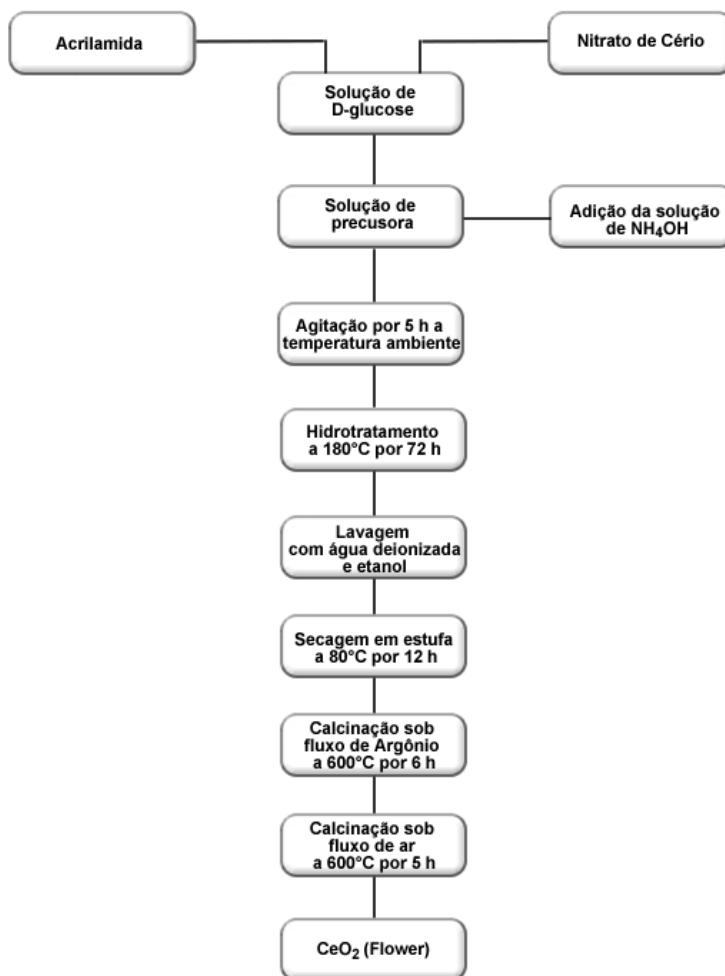 Acrilamida
Nitrato de Cério
Solução de
D-glucose
Solução de
precusora
Adição da solução
de NH₄OH
Agitação por 5 h a
temperatura ambiente
Hidrotratamento
a 180°C por 72 h
Lavagem
com água deionizada
e etanol
Secagem em estufa
a 80°C por 12 h
Calcinação sob
fluxo de Argônio
a 600°C por 6 h
Calcinação sob
fluxo de ar
a 600°C por 5 h
CeO₂ (Flower)